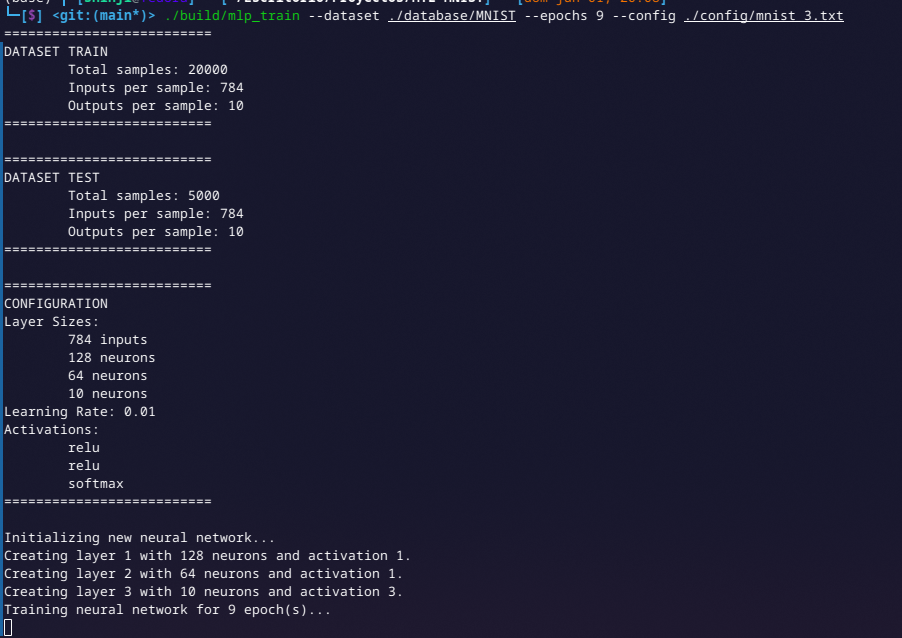 └─[$] <git:(main*)> ./build/mlp_train --dataset ./database/MNIST --epochs 9 --config ./config/mnist_3.txt
==========================
DATASET TRAIN
        Total samples: 20000
        Inputs per sample: 784
        Outputs per sample: 10
==========================

==========================
DATASET TEST
        Total samples: 5000
        Inputs per sample: 784
        Outputs per sample: 10
==========================

==========================
CONFIGURATION
Layer Sizes:
        784 inputs
        128 neurons
        64 neurons
        10 neurons
Learning Rate: 0.01
Activations:
        relu
        relu
        softmax
==========================

Initializing new neural network...
Creating layer 1 with 128 neurons and activation 1.
Creating layer 2 with 64 neurons and activation 1.
Creating layer 3 with 10 neurons and activation 3.
Training neural network for 9 epoch(s)...